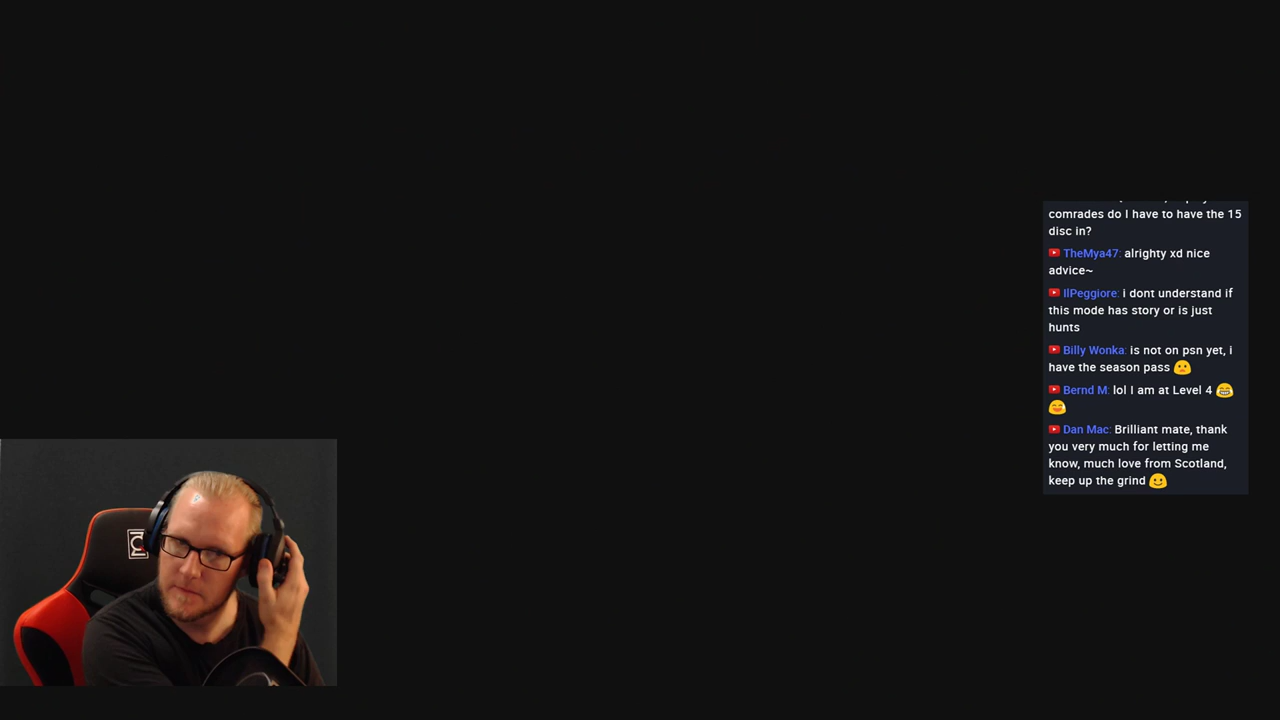 comrades do I have to have the 15
disc in?
TheMya47: alrighty xd nice
advice~
IlPeggiore: i dont understand if
this mode has story or is just
hunts
Billy Wonka: is not on psn yet, i
have the season pass 🙁
Bernd M: lol I am at Level 4 😁
😄
Dan Mac: Brilliant mate, thank
you very much for letting me
know, much love from Scotland,
keep up the grind 🙂